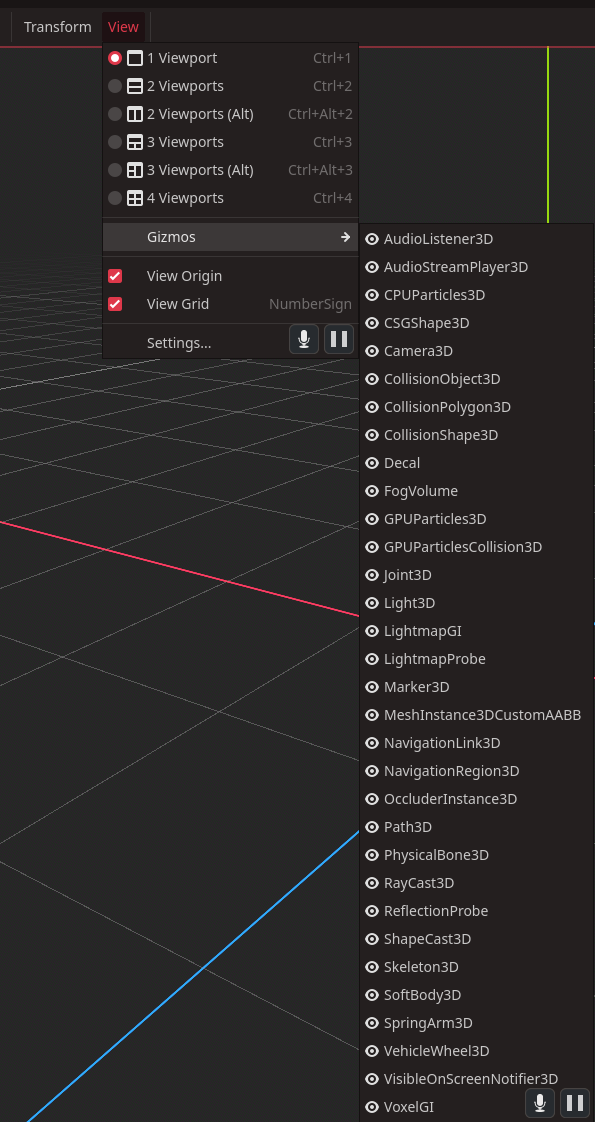 Transform View
1 Viewport Ctrl+1
2 Viewports Ctrl+2
2 Viewports (Alt) Ctrl+Alt+2
3 Viewports Ctrl+3
3 Viewports (Alt) Ctrl+Alt+3
4 Viewports Ctrl+4
Gizmos
View Origin
View Grid NumberSign
Settings...
AudioListener3D
AudioStreamPlayer3D
CPUParticles3D
CSGShape3D
Camera3D
CollisionObject3D
CollisionPolygon3D
CollisionShape3D
Decal
FogVolume
GPUParticles3D
GPUParticlesCollision3D
Joint3D
Light3D
LightmapGI
LightmapProbe
Marker3D
MeshInstance3DCustomAABB
NavigationLink3D
NavigationRegion3D
OccluderInstance3D
Path3D
PhysicalBone3D
RayCast3D
ReflectionProbe
ShapeCast3D
Skeleton3D
SoftBody3D
SpringArm3D
VehicleWheel3D
VisibleOnScreenNotifier3D
VoxelGI